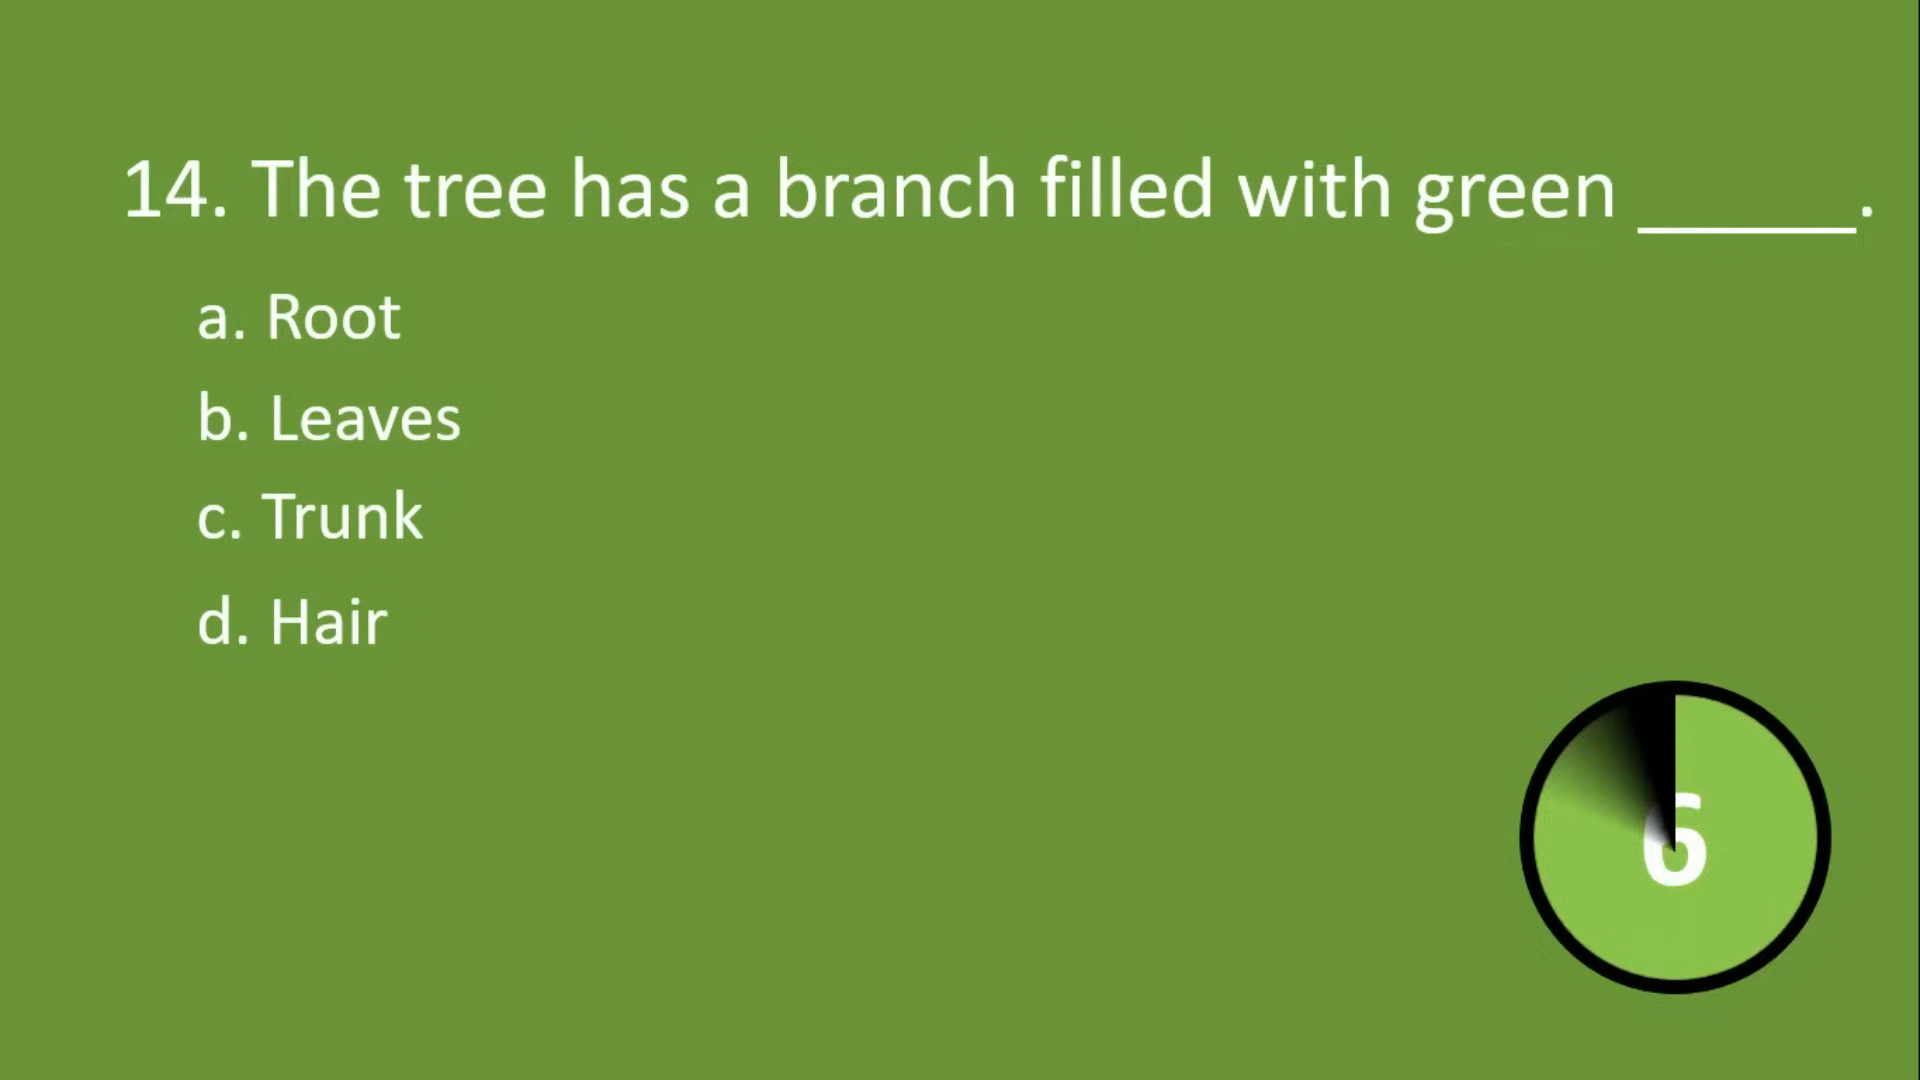 14. The tree has a branch filled with green ______.
a. Root
b. Leaves
c. Trunk
d. Hair
6